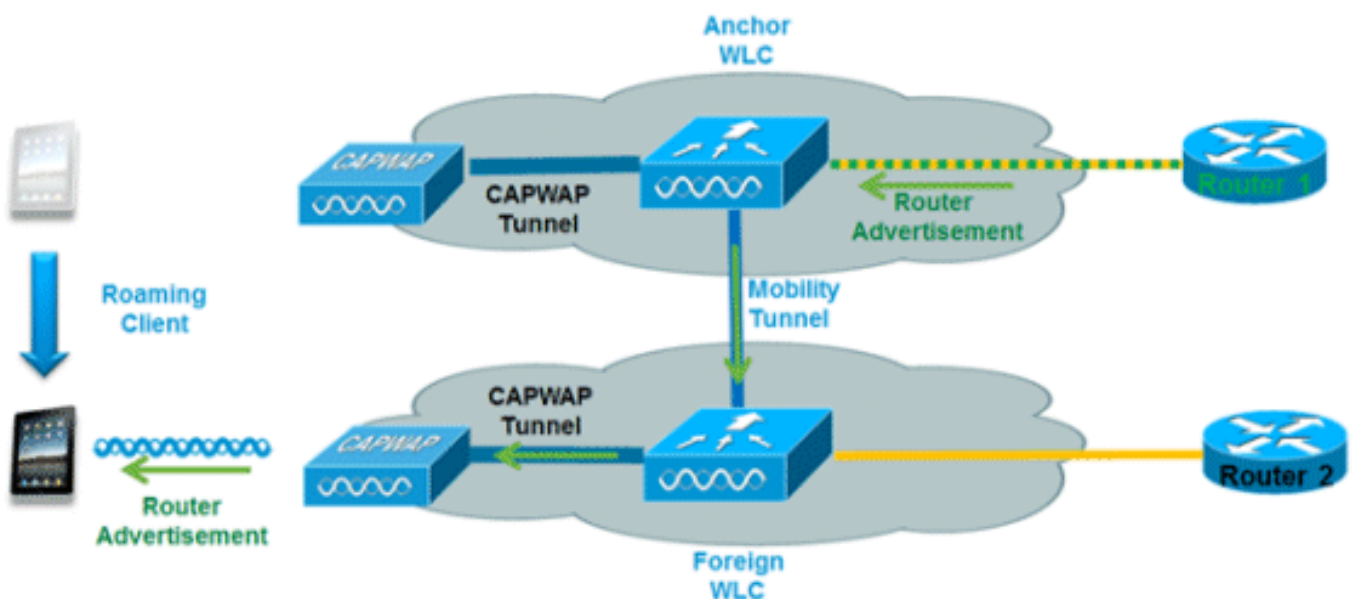 Anchor
WLC
CAPWAP
CAPWAP
Tunnel
Router 1
Router
Advertisement
Roaming
Client
Mobility
Tunnel
CAPWAP
Tunnel
CAPWAP
Router 2
Router
Advertisement
Foreign
WLC